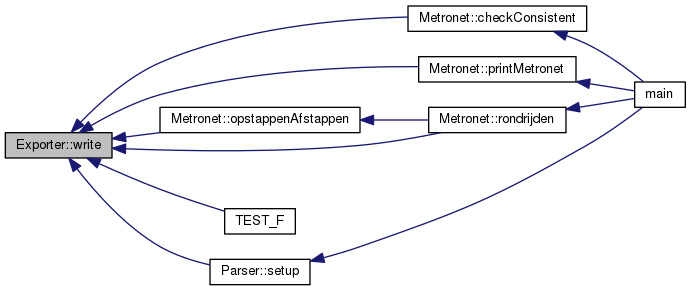 Metronet::checkConsistent
Metronet::printMetronet
main
Metronet::opstappenAfstappen
Metronet::rondrijden
Exporter::write
TEST_F
Parser::setup